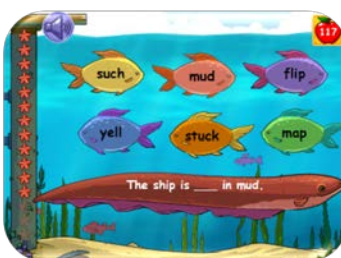 117
such
mud
flip
yell
stuck
map
The ship is ___ in mud.